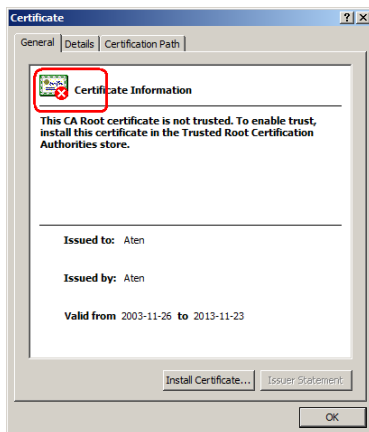 Certificate
General Details Certification Path
Certificate Information
This CA Root certificate is not trusted. To enable trust,
install this certificate in the Trusted Root Certification
Authorities store.
Issued to: Aten
Issued by: Aten
Valid from 2003-11-26 to 2013-11-23
Install Certificate... Issuer Statement
OK